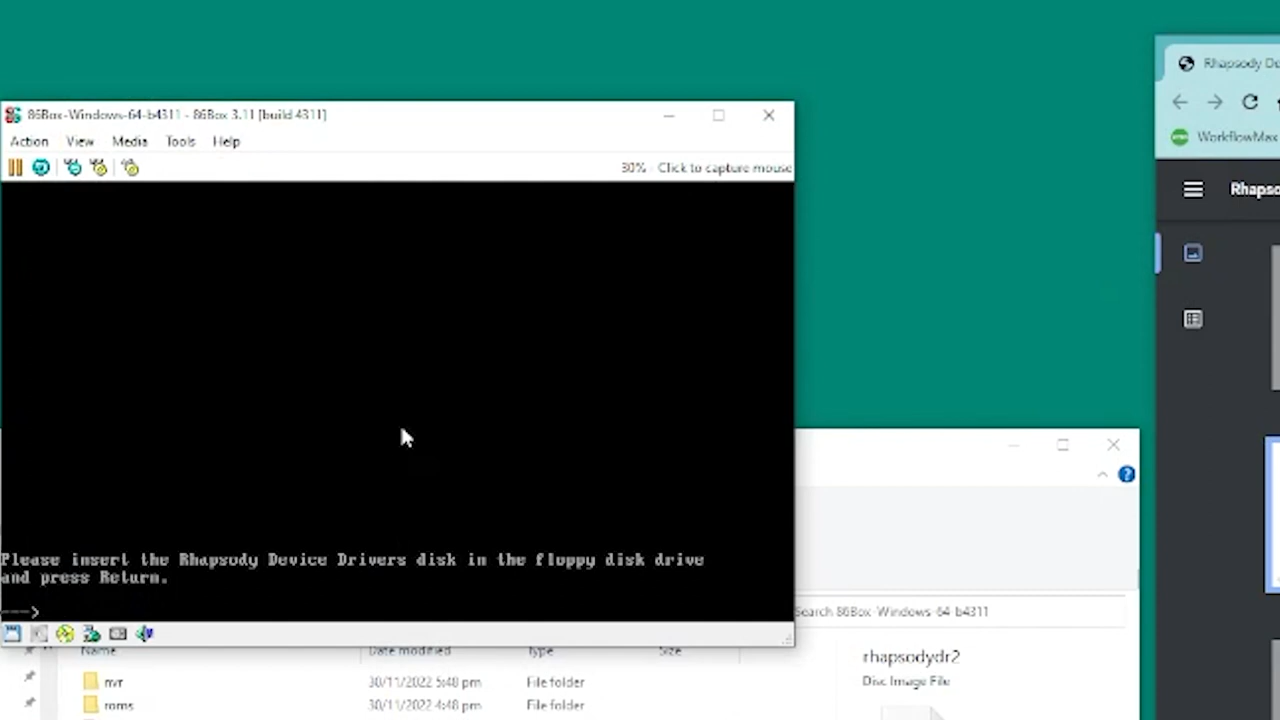 Rhapsody De
86Box-Windows-64-b4311 - 86Box 3.11 [build 4311]
Action View Media Tools Help
WorkflowMax
30% - Click to capture mouse
Rhapso
Please insert the Rhapsody Device Drivers disk in the floppy disk drive
and press Return.
--->
Search 86Box-Windows-64-b4311
Name Date modified Type Size
rhapsodydr2
Disc Image File
nvr 30/11/2022 5:48 pm File folder
roms 30/11/2022 4:48 pm File folder